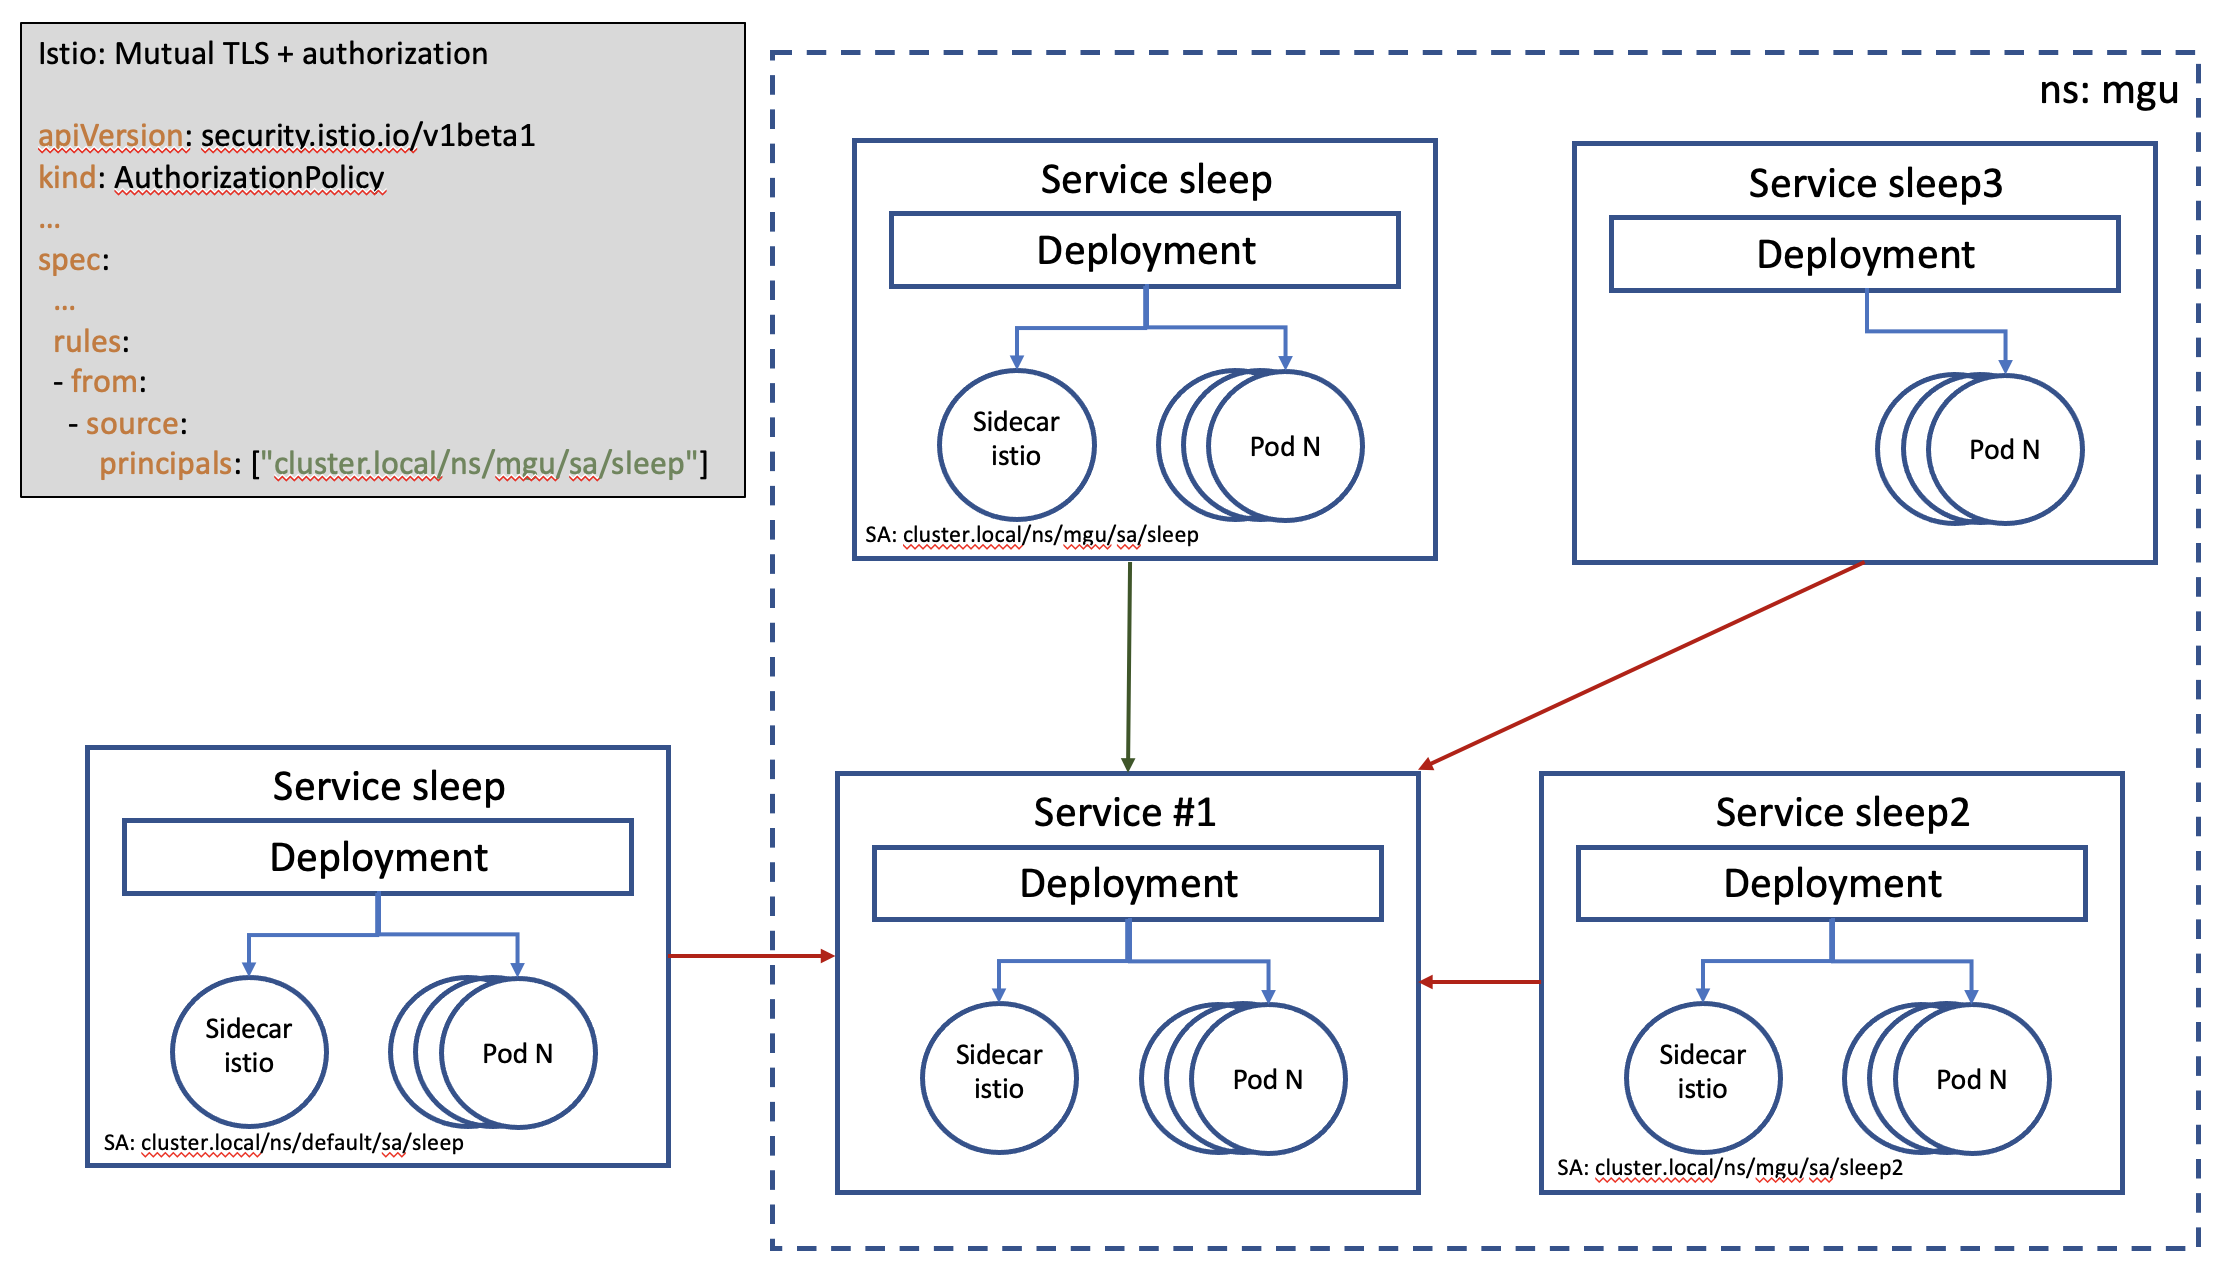 Istio: Mutual TLS + authorization
apiVersion: security.istio.io/v1beta1
kind: AuthorizationPolicy
...
spec:
...
rules:
- from:
- source:
principals: ["cluster.local/ns/mgu/sa/sleep"]
ns: mgu
Service sleep
Deployment
Sidecar
istio
Pod N
SA: cluster.local/ns/mgu/sa/sleep
Service sleep3
Deployment
Pod N
Service sleep
Deployment
Sidecar
istio
Pod N
SA: cluster.local/ns/default/sa/sleep
Service #1
Deployment
Sidecar
istio
Pod N
Service sleep2
Deployment
Sidecar
istio
Pod N
SA: cluster.local/ns/mgu/sa/sleep2